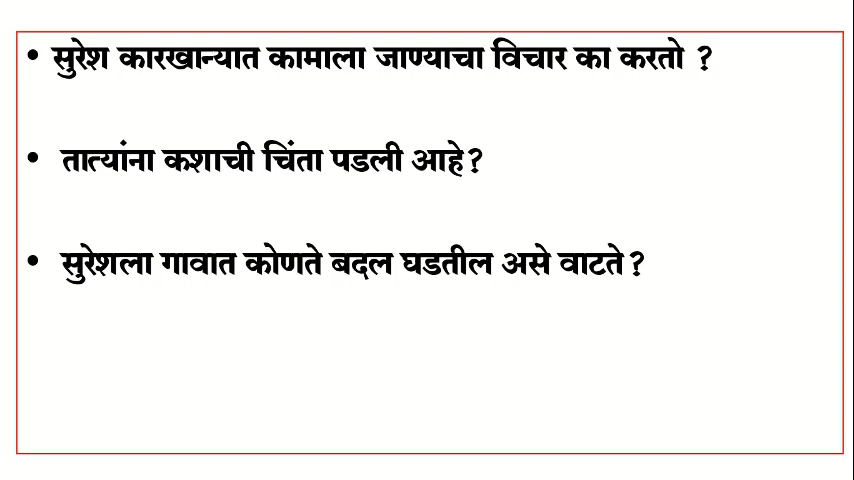 • सुरेश कारखान्यात कामाला जाण्याचा विचार का करतो ?
• तात्यांना कशाची चिंता पडली आहे?
• सुरेशला गावात कोणते बदल घडतील असे वाटते?